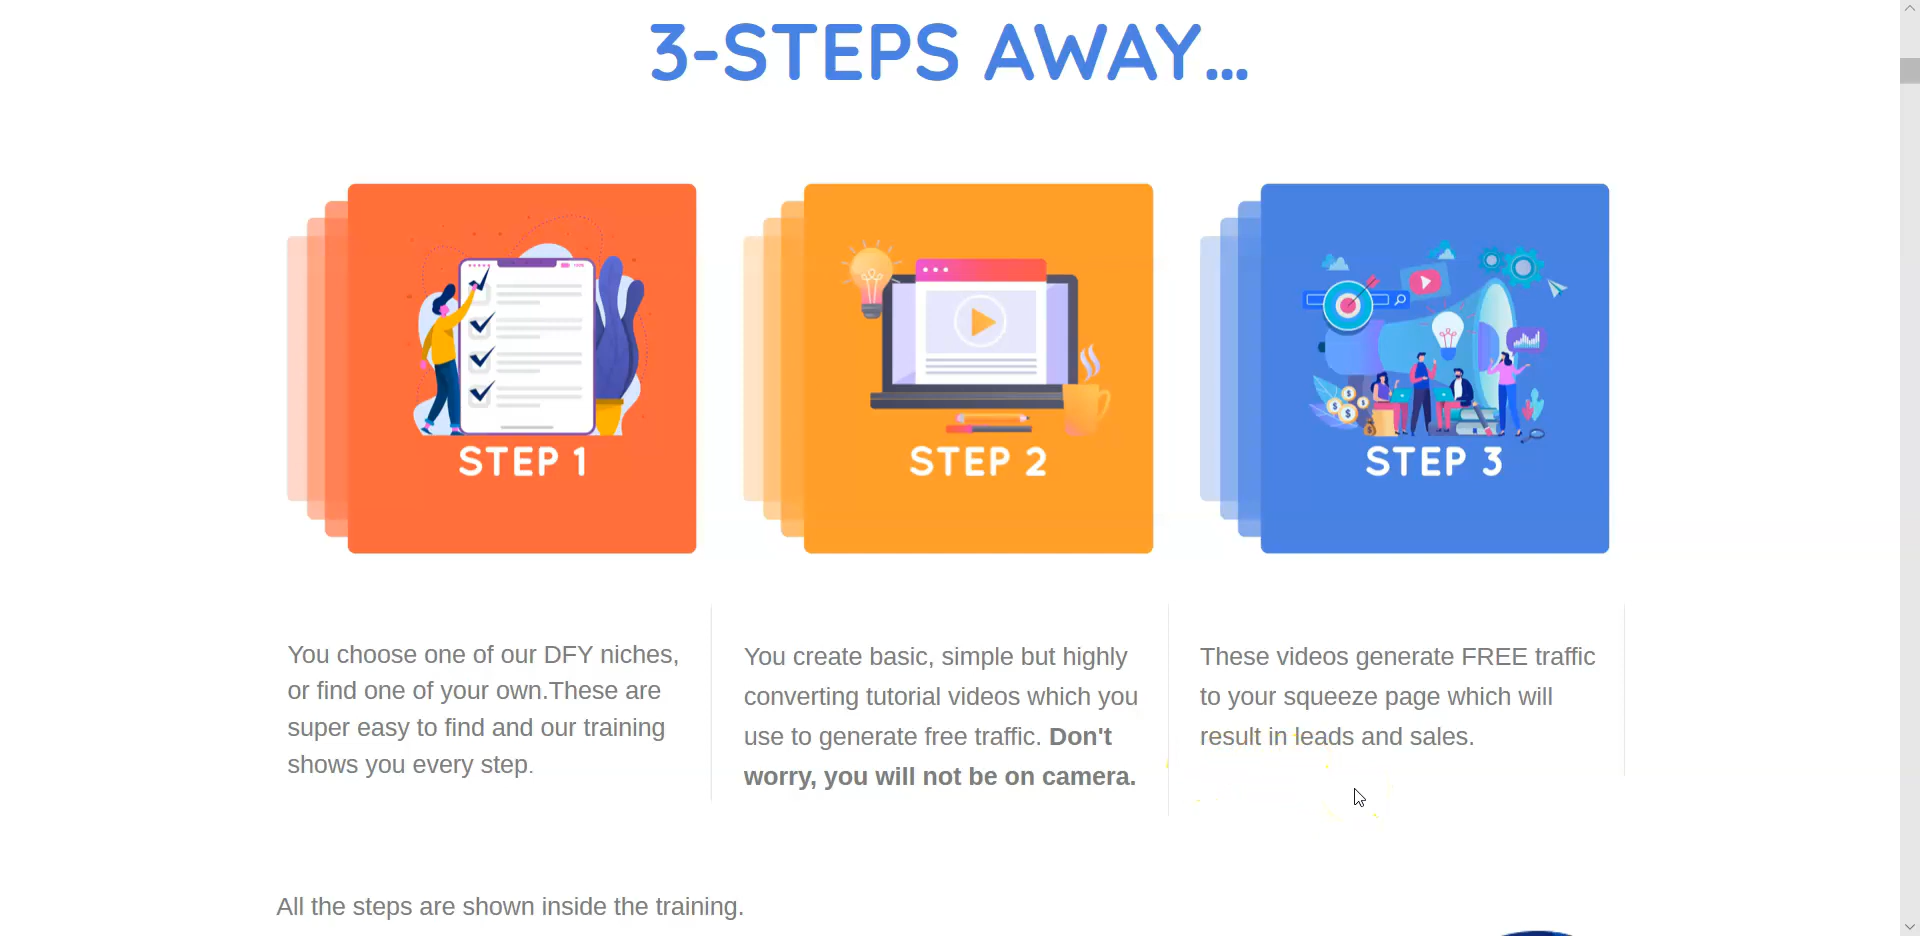 3-STEPS AWAY...
STEP 1
STEP 2
STEP 3
You choose one of our DFY niches,
or find one of your own.These are
super easy to find and our training
shows you every step.
You create basic, simple but highly
converting tutorial videos which you
use to generate free traffic. Don't
worry, you will not be on camera.
These videos generate FREE traffic
to your squeeze page which will
result in leads and sales.
All the steps are shown inside the training.